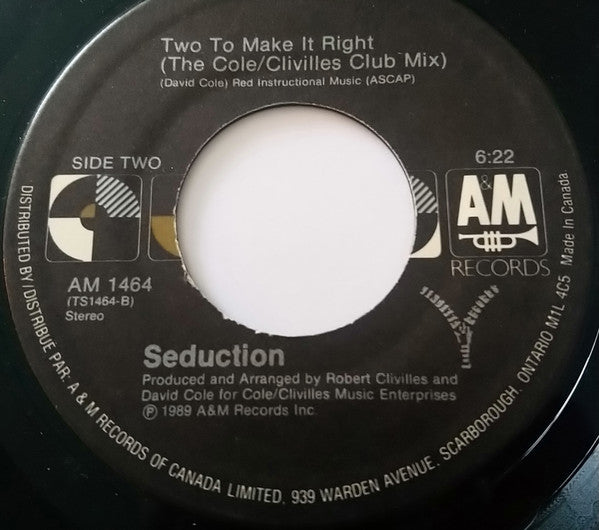 Two To Make It Right
(The Cole/Clivilles Club Mix)
(David Cole) Red Instructional Music (ASCAP)
SIDE TWO
6:22
A&M
RECORDS
AM 1464
(TS1464-B)
Stereo
Seduction
Produced and Arranged by Robert Clivilles and
David Cole for Cole/Clivilles Music Enterprises
℗ 1989 A&M Records Inc.
DISTRIBUTED BY/DISTRIBUE PAR: A & M RECORDS OF CANADA LIMITED, 939 WARDEN AVENUE, SCARBOROUGH, ONTARIO M1L 4C5 Made In Canada